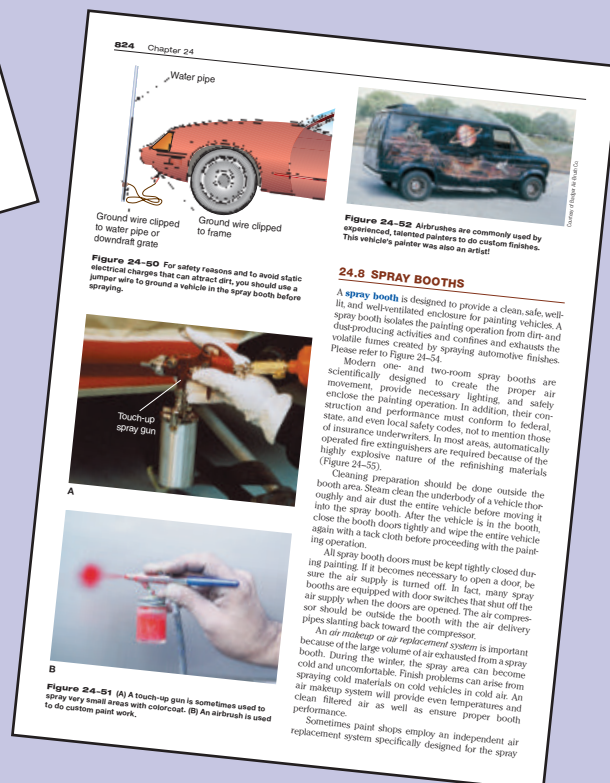 824 Chapter 24
Water pipe
Ground wire clipped
to water pipe or
downdraft grate
Ground wire clipped
to frame
Figure 24–50 For safety reasons and to avoid static
electrical charges that can attract dirt, you should use a
jumper wire to ground a vehicle in the spray booth before
spraying.
Touch-up
spray gun
A
B
Figure 24–51 (A) A touch-up gun is sometimes used to
spray very small areas with colorcoat. (B) An airbrush is used
to do custom paint work.
Courtesy of Badger Air-Brush Co.
Figure 24–52 Airbrushes are commonly used by
experienced, talented painters to do custom finishes.
This vehicle's painter was also an artist!
24.8 SPRAY BOOTHS
A spray booth is designed to provide a clean, safe, well-
lit, and well-ventilated enclosure for painting vehicles. A
spray booth isolates the painting operation from dirt- and
dust-producing activities and confines and exhausts the
volatile fumes created by spraying automotive finishes.
Please refer to Figure 24–54.
Modern one- and two-room spray booths are
scientifically designed to create the proper air
movement, provide necessary lighting, and safely
enclose the painting operation. In addition, their con-
struction and performance must conform to federal,
state, and even local safety codes, not to mention those
of insurance underwriters. In most areas, automatically
operated fire extinguishers are required because of the
highly explosive nature of the refinishing materials
(Figure 24–55).
Cleaning preparation should be done outside the
booth area. Steam clean the underbody of a vehicle thor-
oughly and air dust the entire vehicle before moving it
into the spray booth. After the vehicle is in the booth,
close the booth doors tightly and wipe the entire vehicle
again with a tack cloth before proceeding with the paint-
ing operation.
All spray booth doors must be kept tightly closed dur-
ing painting. If it becomes necessary to open a door, be
sure the air supply is turned off. In fact, many spray
booths are equipped with door switches that shut off the
air supply when the doors are opened. The air compres-
sor should be outside the booth with the air delivery
pipes slanting back toward the compressor.
An air makeup or air replacement system is important
because of the large volume of air exhausted from a spray
booth. During the winter, the spray area can become
cold and uncomfortable. Finish problems can arise from
spraying cold materials on cold vehicles in cold air. An
air makeup system will provide even temperatures and
clean filtered air as well as ensure proper booth
performance.
Sometimes paint shops employ an independent air
replacement system specifically designed for the spray